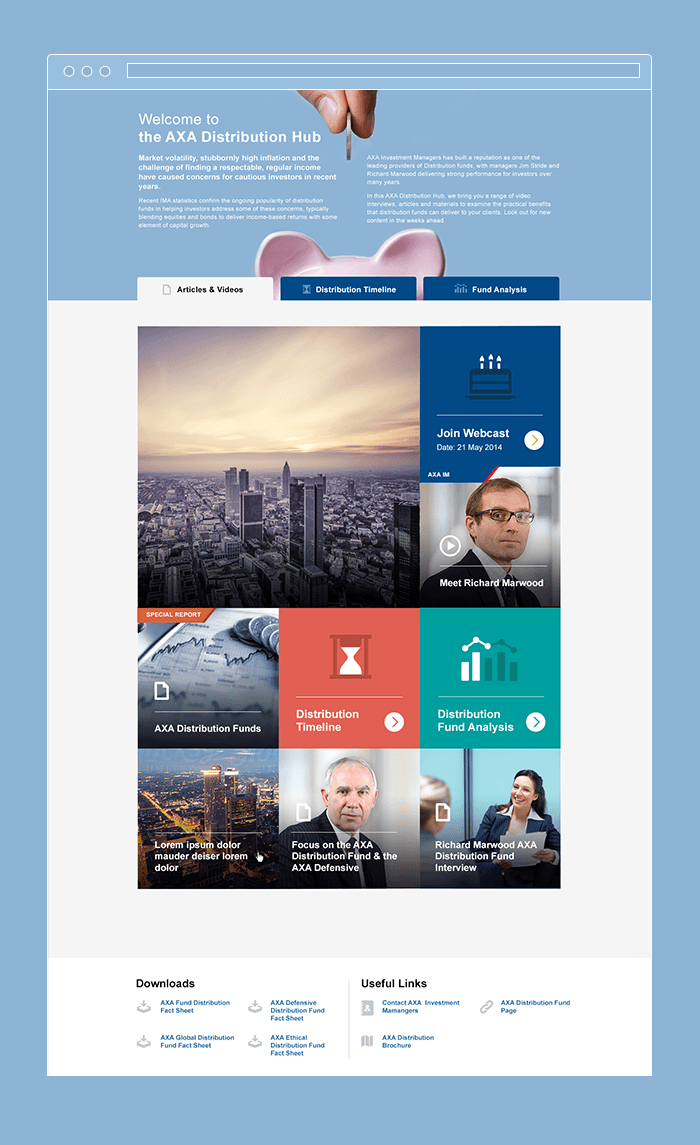 Welcome to
the AXA Distribution Hub
Market volatility, stubbornly high inflation and the
challenge of finding a respectable, regular income
have caused concerns for cautious investors in recent
years.
Recent IMA statistics confirm the ongoing popularity of distribution
funds in helping investors address some of these concerns, typically
blending equities and bonds to deliver income-based returns with some
element of capital growth
AXA Investment Managers has built a reputation as one of the
leading providers of Distribution funds, with managers Jim Stride and
Richard Marwood delivering strong performance for investors over
many years.
In this AXA Distribution Hub, we bring you a range of video
interviews, articles and materials to examine the practical benefits
that distribution funds can deliver to your clients. Look out for new
content in the weeks ahead.
Articles & Videos
Distribution Timeline
Fund Analysis
Join Webcast
Date: 21 May 2014
AXA IM
Meet Richard Marwood
SPECIAL REPORT
AXA Distribution Funds
Distribution
Timeline
Distribution
Fund Analysis
Lorem ipsum dolor
mauder deiser lorem
dolor
Focus on the AXA
Distribution Fund & the
AXA Defensive
Richard Marwood AXA
Distribution Fund
Interview
Downloads
AXA Fund Distribution
Fact Sheet
AXA Defensive
Distribution Fund
Fact Sheet
AXA Global Distribution
Fund Fact Sheet
AXA Ethical
Distribution Fund
Fact Sheet
Useful Links
Contact AXA Investment
Mamangers
AXA Distribution Fund
Page
AXA Distribution
Brochure